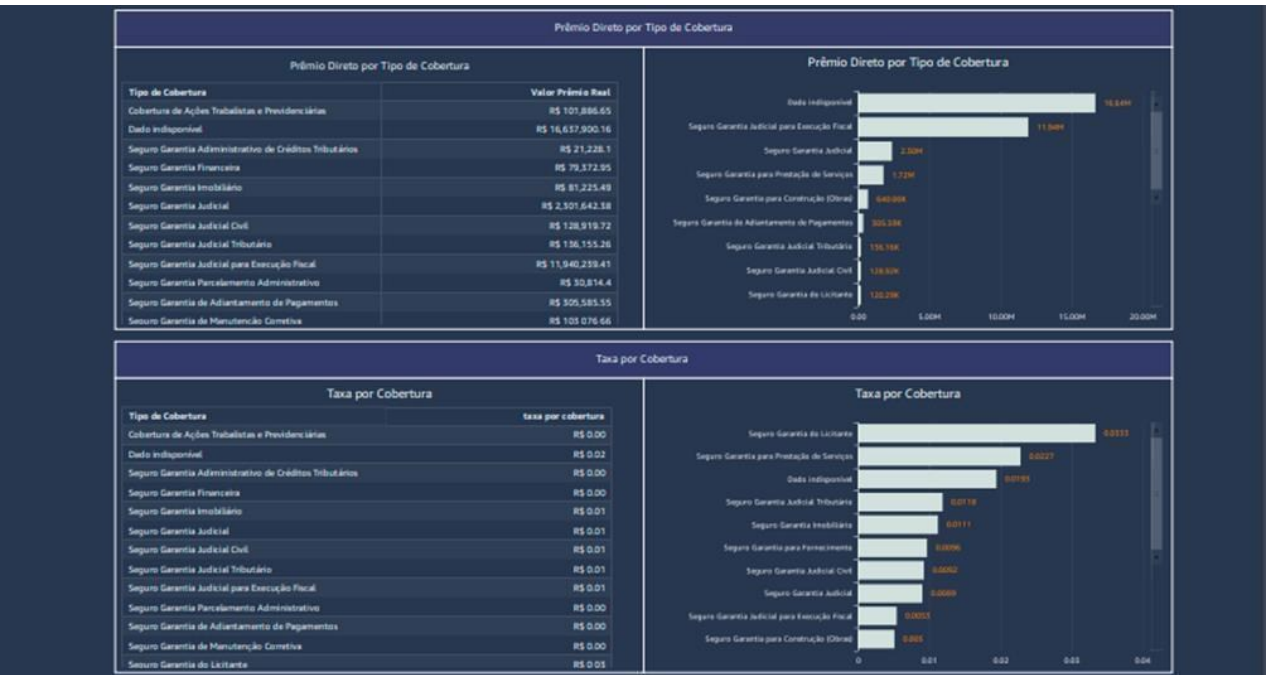 Prêmio Direto por Tipo de Cobertura
Prêmio Direto por Tipo de Cobertura
Tipo de Cobertura Valor Prêmio Real
Cobertura de Ações Trabalistas e Previdenciárias R$ 101,886.65
Dado indisponível R$ 16,637,900.16
Seguro Garantia Administrativo de Créditos Tributários R$ 21,228.1
Seguro Garantia Financeira R$ 79,372.95
Seguro Garantia Imobiliário R$ 81,225.49
Seguro Garantia Judicial
Seguro Garantia Judicial Civil R$ 128,919.72
Seguro Garantia Judicial Tributário R$ 136,155.26
Seguro Garantia Judicial para Execução Fiscal R$ 11,940,239.41
Seguro Garantia Parcelamento Administrativo R$ 30,814.4
Seguro Garantia de Adiantamento de Pagamentos R$ 305,585.55
Seguro Garantia de Manutenção Corretiva R$ 103 076 66
Prêmio Direto por Tipo de Cobertura
Dado indisponível
Seguro Garantia Judicial para Execução Fiscal 11,94M
Seguro Garantia Judicial
Seguro Garantia para Prestação de Serviços 1,72M
Seguro Garantia para Construção (Obras)
Seguro Garantia de Adiantamento de Pagamentos
Seguro Garantia Judicial Tributário 136.16K
Seguro Garantia Judicial Civil 128.92K
Seguro Garantia do Licitante
0.00 5.00M 10.00M 15.00M 20.00M
Taxa por Cobertura
Taxa por Cobertura
Tipo de Cobertura taxa por cobertura
Cobertura de Ações Trabalistas e Previdenciárias R$ 0.00
Dado indisponível R$ 0.02
Seguro Garantia Administrativo de Créditos Tributários R$ 0.00
Seguro Garantia Financeira R$ 0.00
Seguro Garantia Imobiliário R$ 0.01
Seguro Garantia Judicial R$ 0.01
Seguro Garantia Judicial Civil R$ 0.01
Seguro Garantia Judicial Tributário R$ 0.01
Seguro Garantia Judicial para Execução Fiscal R$ 0.01
Seguro Garantia Parcelamento Administrativo R$ 0.00
Seguro Garantia de Adiantamento de Pagamentos R$ 0.00
Seguro Garantia de Manutenção Corretiva R$ 0.00
Seguro Garantia do Licitante R$ 0 03
Taxa por Cobertura
Seguro Garantia do Licitante 0.0333
Seguro Garantia para Prestação de Serviços 0.0227
Dado indisponível
Seguro Garantia Judicial Tributário
Seguro Garantia Imobiliário 0.0111
Seguro Garantia para Fornecimento 0.0096
Seguro Garantia Judicial Civil 0.0092
Seguro Garantia Judicial
Seguro Garantia Judicial para Execução Fiscal
Seguro Garantia para Construção (Obras) 0.005
0 0.01 0.02 0.03 0.04